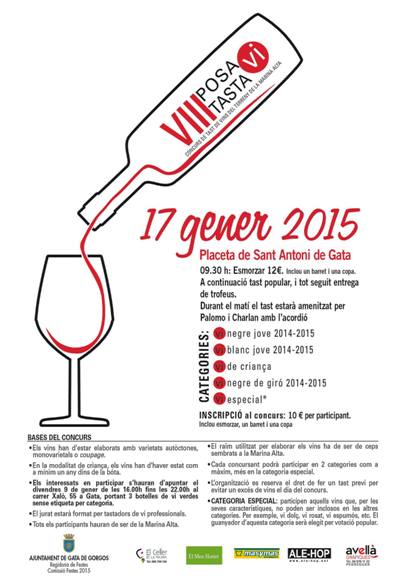 VIII POSA
TASTA vi
CONCURS DE TAST DE VINS DEL TERRENY DE LA MARINA ALTA
17 gener 2015
Placeta de Sant Antoni de Gata
09.30 h: Esmorzar 12€. Inclou un barret i una copa.
A continuació tast popular, i tot seguit entrega
de trofeus.
Durant el matí el tast estarà amenitzat per
Palomo i Charlan amb l'acordió
CATEGORIES:
vi negre jove 2014-2015
vi blanc jove 2014-2015
vi de criança
vi negre de giró 2014-2015
vi especial*
INSCRIPCIÓ al concurs: 10 € per participant.
Inclou esmorzar, un barret i una copa
BASES DEL CONCURS
•Els vins han d'estar elaborats amb varietats autòctones,
monovarietals o coupage.
•En la modalitat de criança, els vins han d'haver estat com
a mínim un any dins de la bóta.
•Els interessats en participar s'hauran d'apuntar el
divendres 9 de gener de les 16.00h fins les 22.00h al
carrer Xaló, 55 a Gata, portant 3 botelles de vi verdes
sense etiqueta per categoria.
•El jurat estarà format per tastadors de vi professionals.
• Tots els participants hauran de ser de la Marina Alta.
•El raïm utilitzat per elaborar els vins ha de ser de ceps
sembrats a la Marina Alta.
•Cada concursant podrà participar en 2 categories com a
màxim, més en la categoria especial.
•L'organització es reserva el dret de fer un tast previ per
evitar un excés de vins el dia del concurs.
•CATEGORIA ESPECIAL: participen aquells vins que, per les
seves característiques, no poden ser inclosos en les altres
categories. Per exemple, vi dolç, vi rosat, vi espumós, etc. El
guanyador d'aquesta categoria serà elegit per votació popular.
AJUNTAMENT DE GATA DE GORGOS
Regidoria de Festes
Comissió Festes 2015
El Celler
El Meu Hostet
masymas
ALE-HOP
www.ale-hop.net
avellà
GRÀFIQUES
PEDREGUER